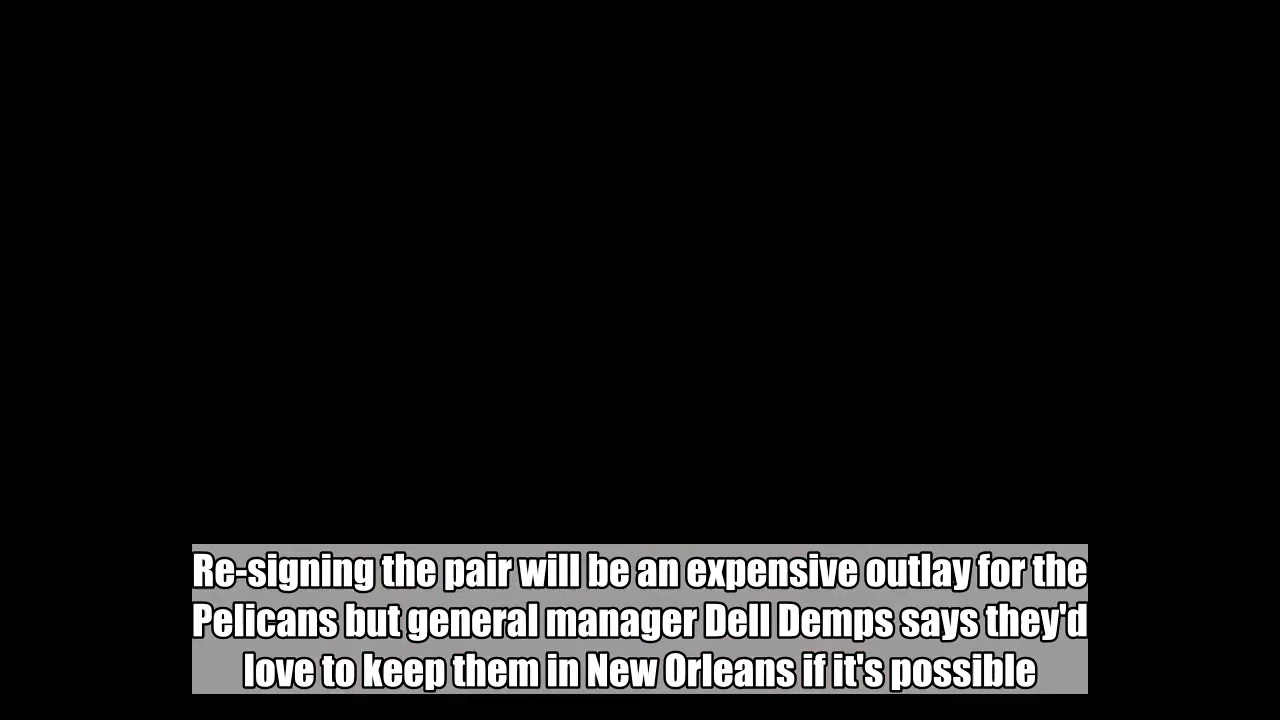 Re-signing the pair will be an expensive outlay for the
Pelicans but general manager Dell Demps says they'd
love to keep them in New Orleans if it's possible